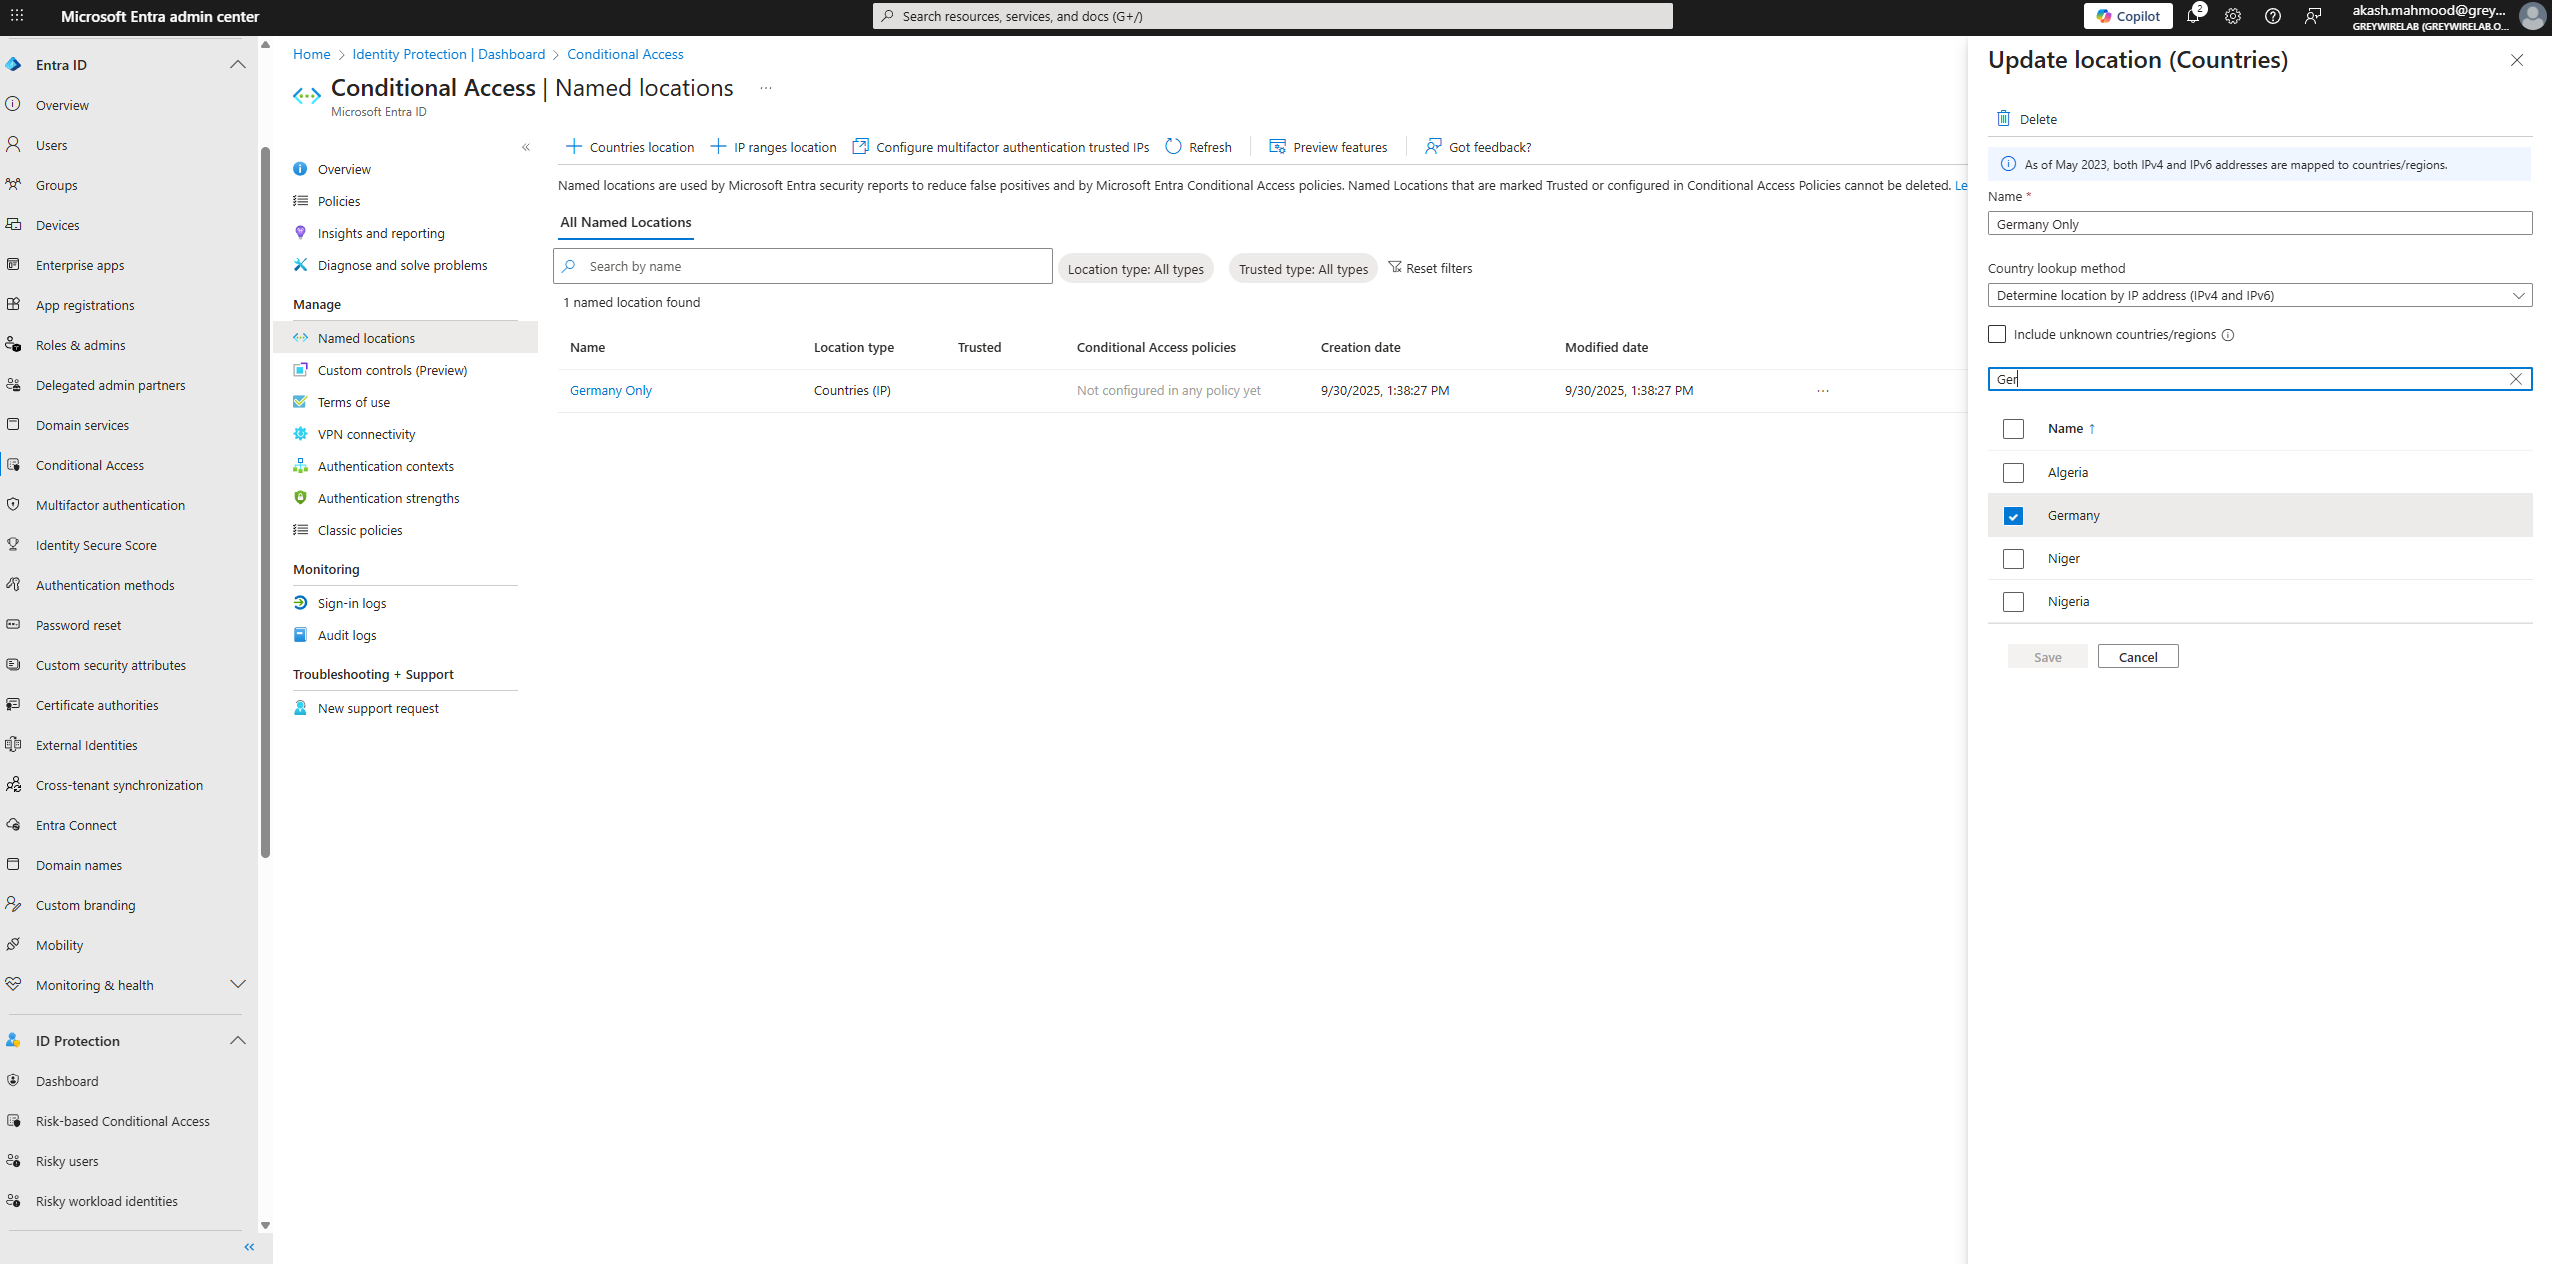 Microsoft Entra admin center
Search resources, services, and docs (G+/)
Copilot
2
akash.mahmood@grey...
GREYWIRELAB (GREYWIRELAB.O...
Entra ID
Overview
Users
Groups
Devices
Enterprise apps
App registrations
Roles & admins
Delegated admin partners
Domain services
Conditional Access
Multifactor authentication
Identity Secure Score
Authentication methods
Password reset
Custom security attributes
Certificate authorities
External Identities
Cross-tenant synchronization
Entra Connect
Domain names
Custom branding
Mobility
Monitoring & health
ID Protection
Dashboard
Risk-based Conditional Access
Risky users
Risky workload identities
Home > Identity Protection | Dashboard > Conditional Access
Conditional Access | Named locations ...
Microsoft Entra ID
Overview
Policies
Insights and reporting
Diagnose and solve problems
Manage
Named locations
Custom controls (Preview)
Terms of use
VPN connectivity
Authentication contexts
Authentication strengths
Classic policies
Monitoring
Sign-in logs
Audit logs
Troubleshooting + Support
New support request
Countries location IP ranges location Configure multifactor authentication trusted IPs Refresh Preview features Got feedback?
Named locations are used by Microsoft Entra security reports to reduce false positives and by Microsoft Entra Conditional Access policies. Named Locations that are marked Trusted or configured in Conditional Access Policies cannot be deleted. Le
All Named Locations
Search by name
Location type: All types
Trusted type: All types
Reset filters
1 named location found
Name Location type Trusted Conditional Access policies Creation date Modified date
Germany Only Countries (IP) Not configured in any policy yet 9/30/2025, 1:38:27 PM 9/30/2025, 1:38:27 PM ...
Update location (Countries)
Delete
As of May 2023, both IPv4 and IPv6 addresses are mapped to countries/regions.
Name *
Germany Only
Country lookup method
Determine location by IP address (IPv4 and IPv6)
Include unknown countries/regions
Ger
Name ↑
Algeria
Germany
Niger
Nigeria
Save
Cancel